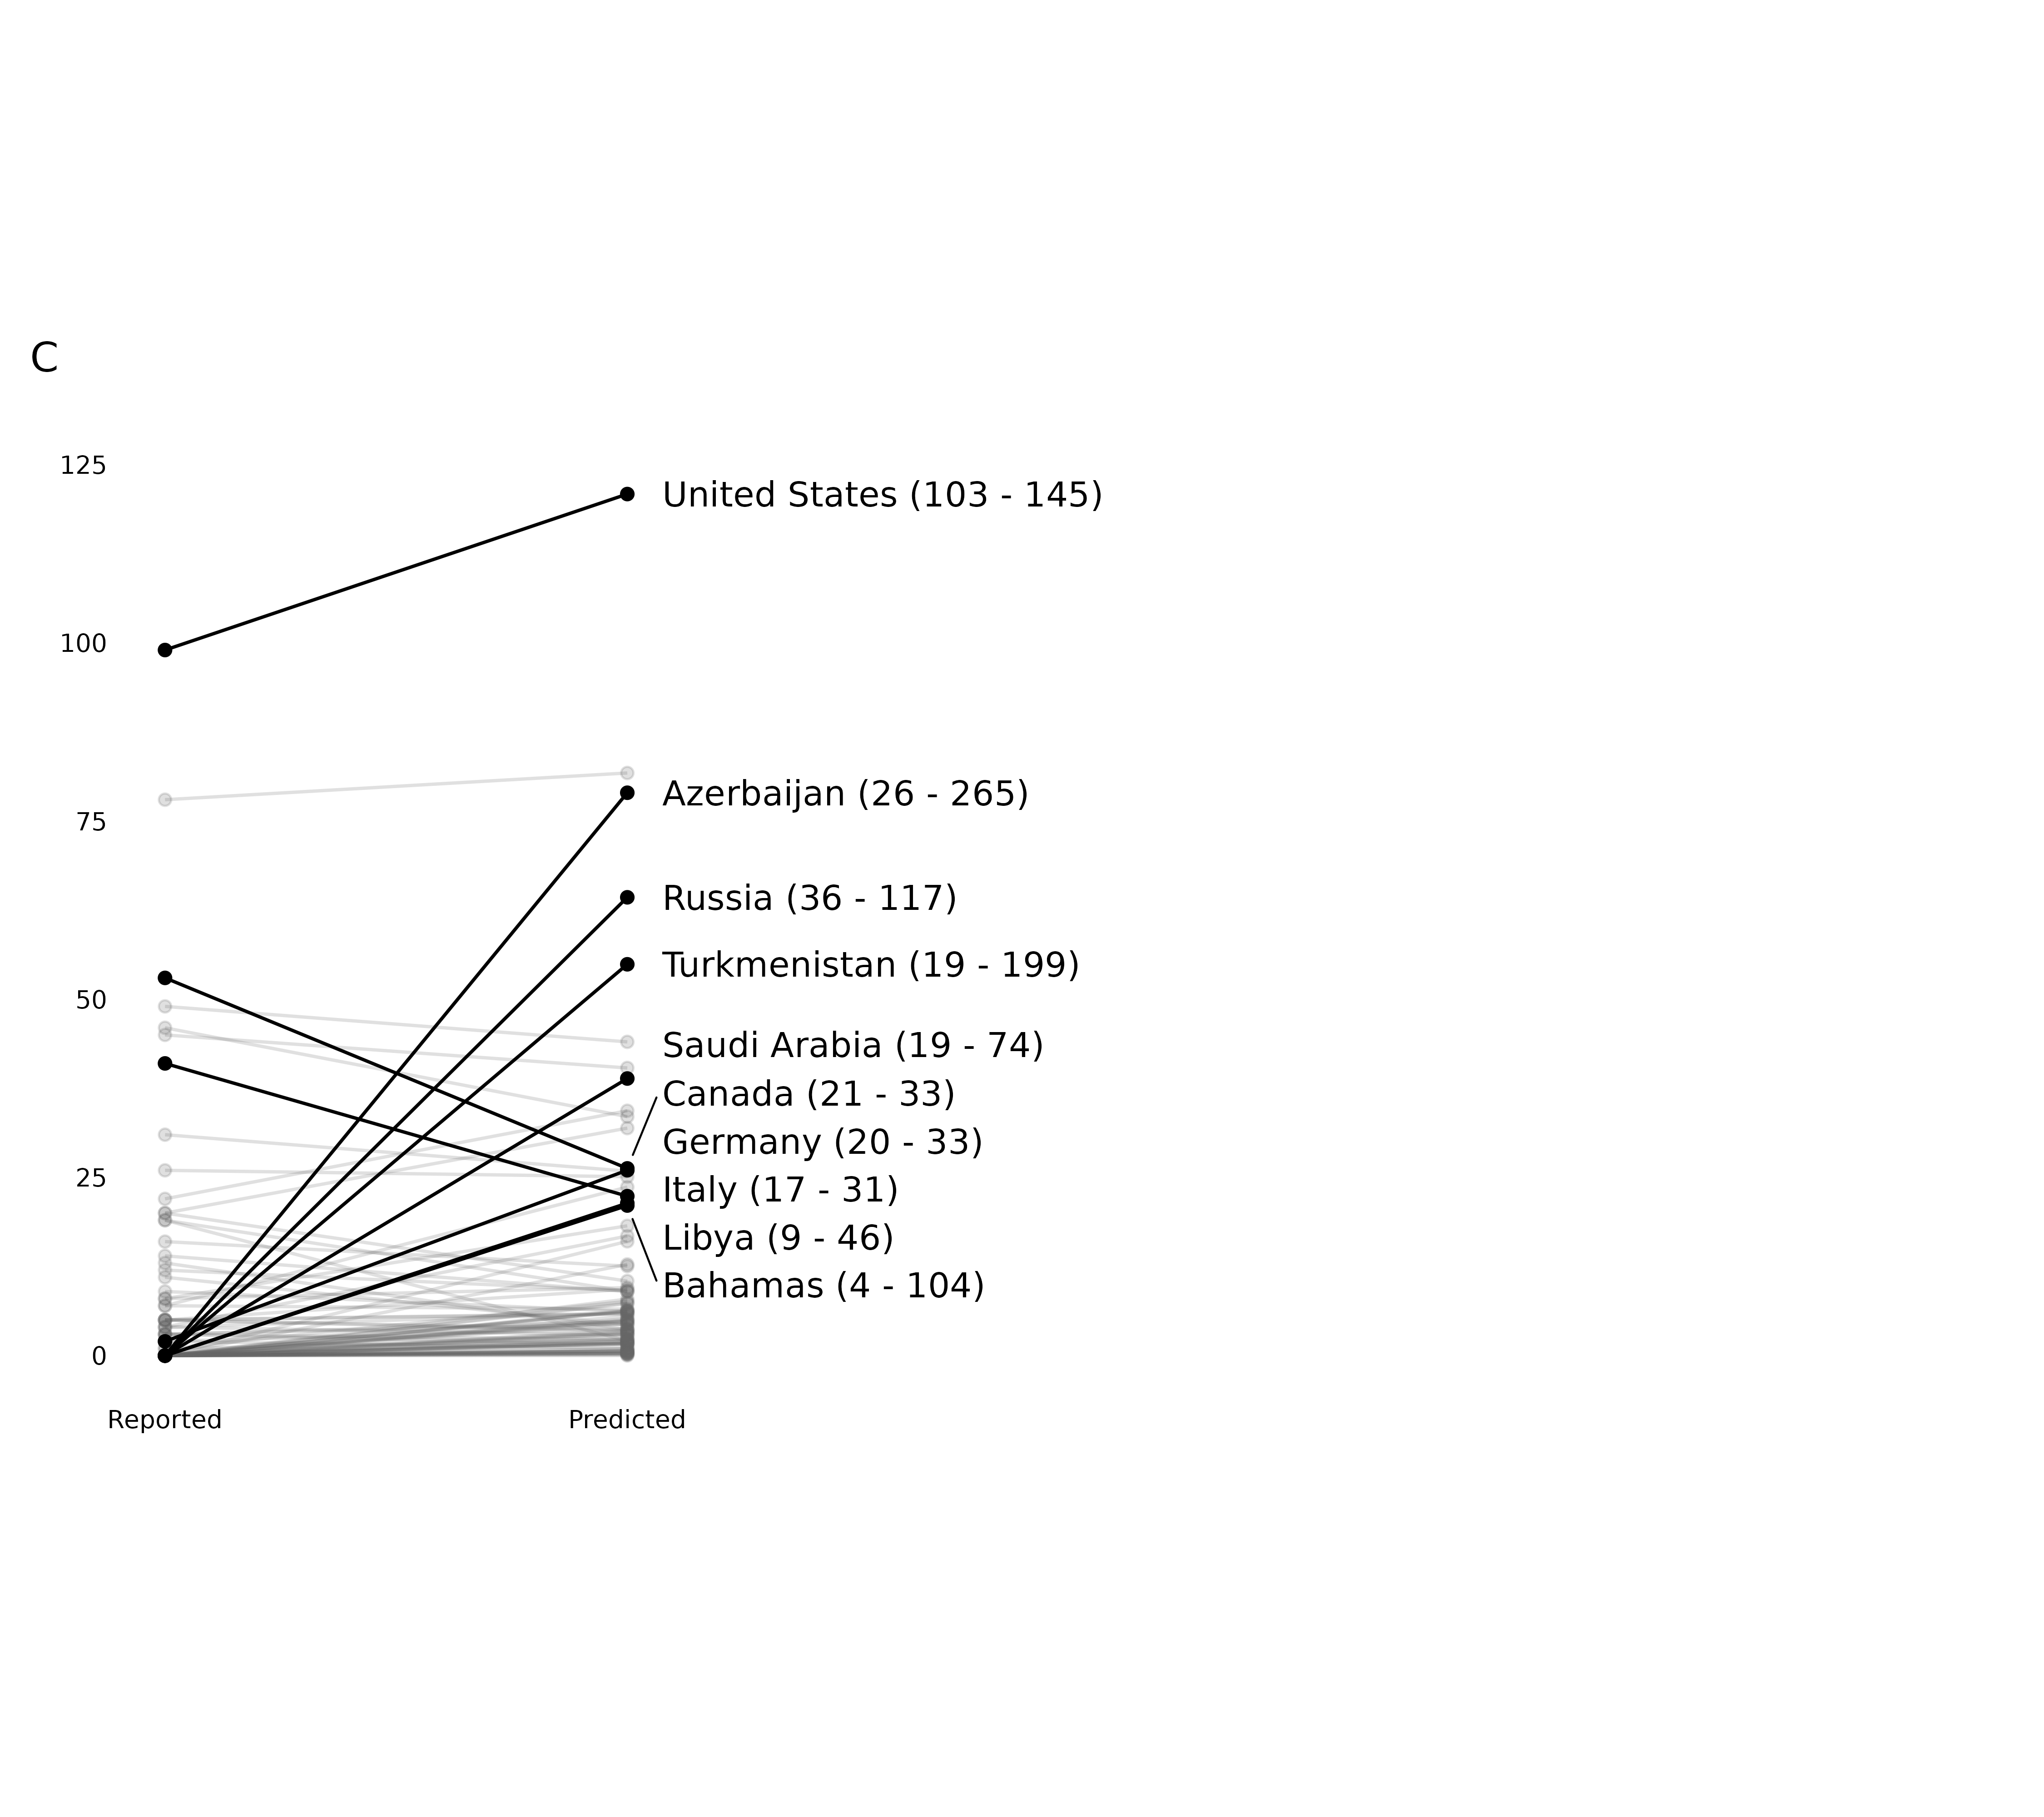 C
125
100
75
50
25
0
Reported
Predicted
United States (103 - 145)
Azerbaijan (26 - 265)
Russia (36 - 117)
Turkmenistan (19 - 199)
Saudi Arabia (19 - 74)
Canada (21 - 33)
Germany (20 - 33)
Italy (17 - 31)
Libya (9 - 46)
Bahamas (4 - 104)